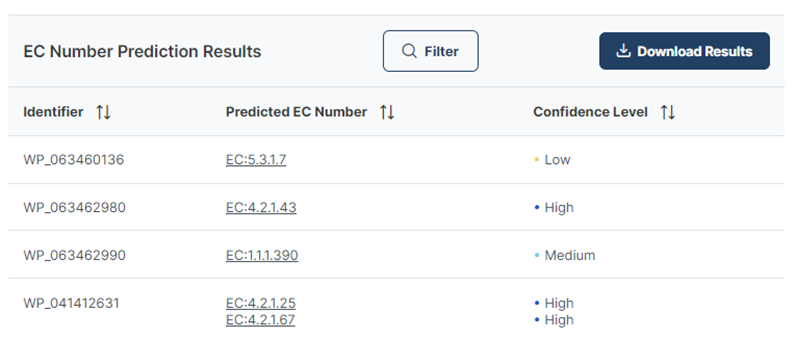 EC Number Prediction Results Filter Download Results
Identifier Predicted EC Number Confidence Level
WP_063460136 EC:5.3.1.7 • Low
WP_063462980 EC:4.2.1.43 • High
WP_063462990 EC:1.1.1.390 • Medium
WP_041412631 EC:4.2.1.25 • High
EC:4.2.1.67 • High